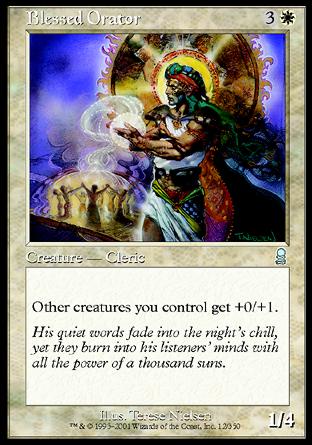 Blessed Orator 3
T.NIELSEN
Creature — Cleric
Other creatures you control get +0/+1.
His quiet words fade into the night's chill,
yet they burn into his listeners' minds with
all the power of a thousand suns.
Illus. Terese Nielsen
™ & © 1993-2001 Wizards of the Coast, Inc. 12/350
1/4